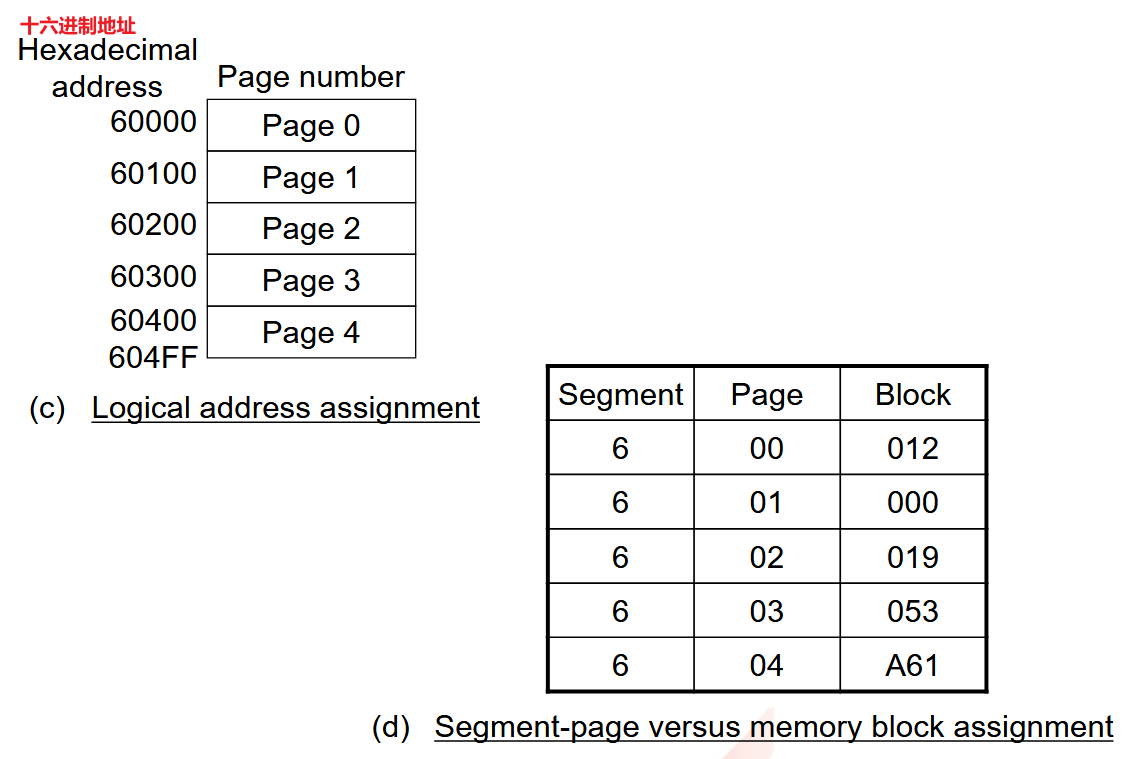 十六进制地址
Hexadecimal
address
Page number
60000 Page 0
60100 Page 1
60200 Page 2
60300 Page 3
60400 Page 4
604FF
(c) Logical address assignment
Segment Page Block
6 00 012
6 01 000
6 02 019
6 03 053
6 04 A61
(d) Segment-page versus memory block assignment